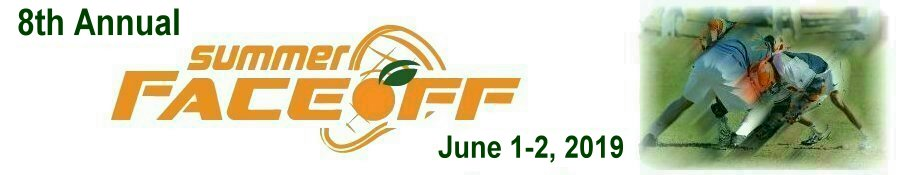 8th Annual
SUMMER
FACEOFF
June 1-2, 2019